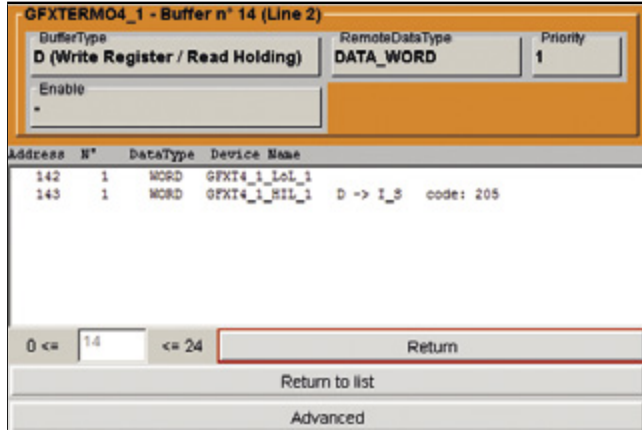 GFXTERMO4_1 - Buffer n° 14 (Line 2)
BufferType RemoteDataType Priority
D (Write Register / Read Holding) DATA_WORD 1
Enable
-
Address N° DataType Device Name
142 1 WORD GFXT4_1_LoL_1
143 1 WORD GFXT4_1_HIL_1 D -> I_S code: 205
0 <= 14 <= 24 Return
Return to list
Advanced